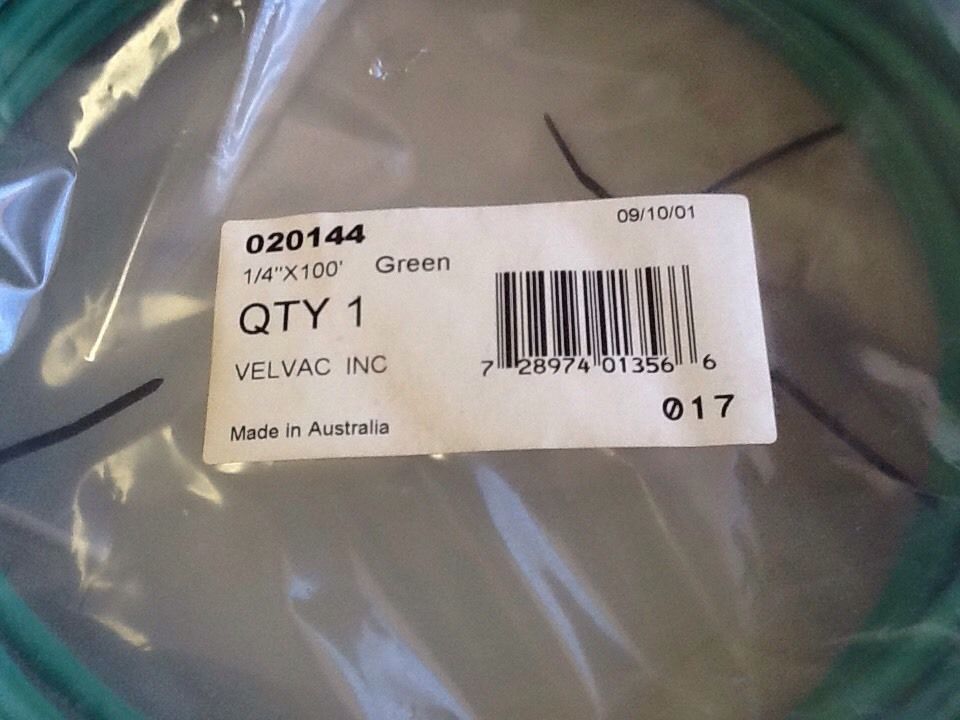 020144 09/10/01
1/4"X100' Green
QTY 1
VELVAC INC
7 28974 01356 6
017
Made in Australia